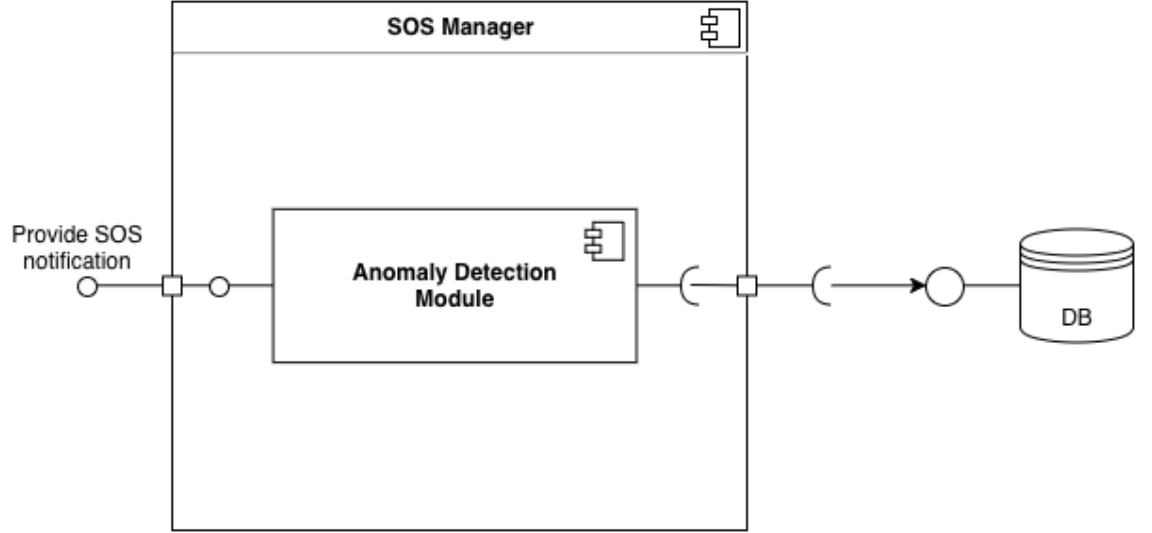 SOS Manager
Provide SOS
notification
Anomaly Detection
Module
DB